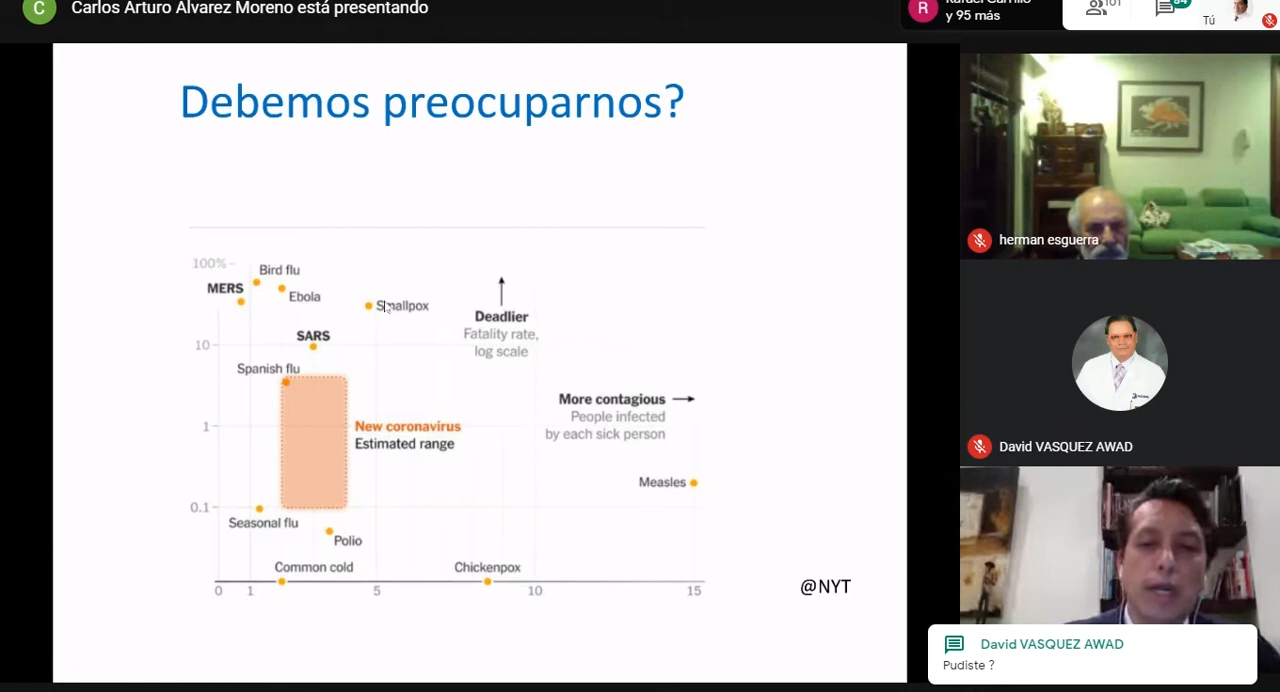 C
Carlos Arturo Alvarez Moreno está presentando
R
y 95 más
101
Tú
Debemos preocuparnos?
100%
Bird flu
MERS
Ebola
Smallpox
Deadlier
Fatality rate,
log scale
SARS
10
Spanish flu
More contagious
People infected
by each sick person
1
New coronavirus
Estimated range
Measles
0.1
Seasonal flu
Polio
Common cold
Chickenpox
0
1
5
10
15
@NYT
herman esguerra
David VASQUEZ AWAD
David VASQUEZ AWAD
Pudiste ?